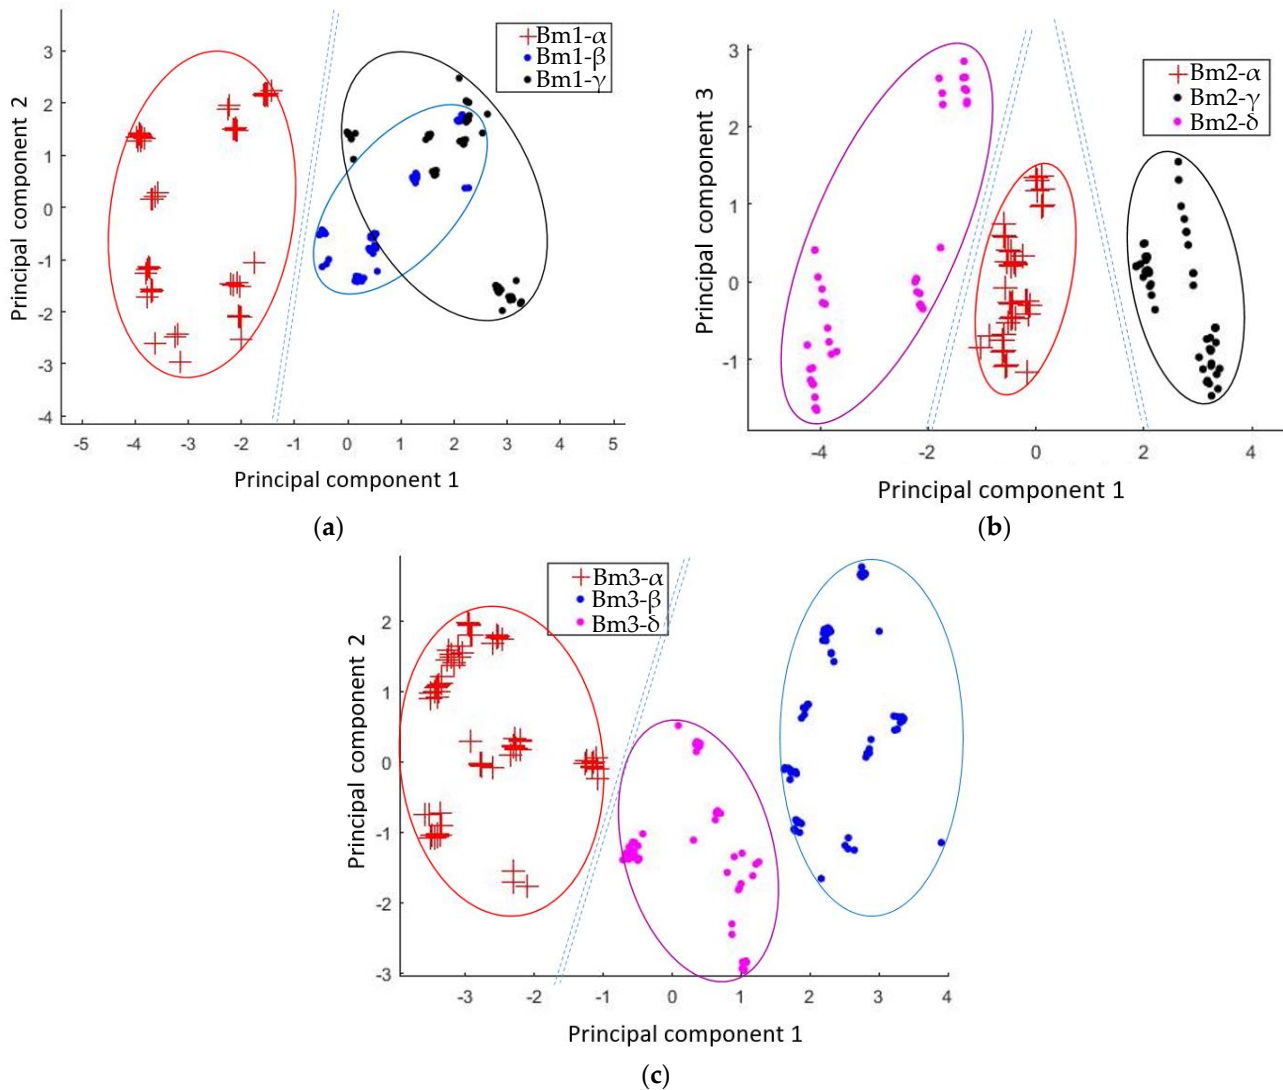 Bm1-α
Bm1-β
Bm1-γ
3
2
1
0
-1
-2
-3
-4
Principal component 2
-5
-4
-3
-2
-1
0
1
2
3
4
5
Principal component 1
(a)
Bm2-α
Bm2-γ
Bm2-δ
3
2
1
0
-1
Principal component 3
-4
-2
0
2
4
Principal component 1
(b)
Bm3-α
Bm3-β
Bm3-δ
2
1
0
-1
-2
-3
Principal component 2
-3
-2
-1
0
1
2
3
4
Principal component 1
(c)